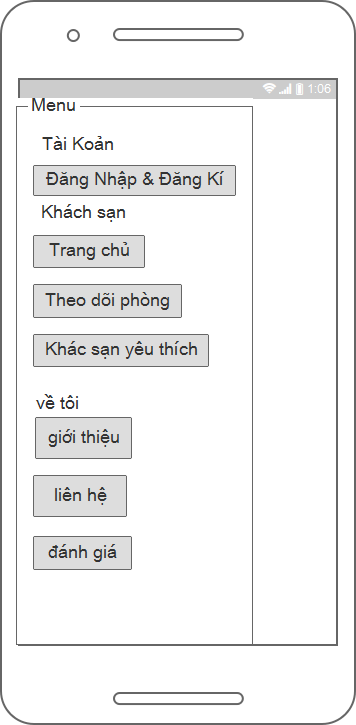 1:06
Menu
Tài Koản
Đăng Nhập & Đăng Kí
Khách sạn
Trang chủ
Theo dõi phòng
Khác sạn yêu thích
về tôi
giới thiệu
liên hệ
đánh giá